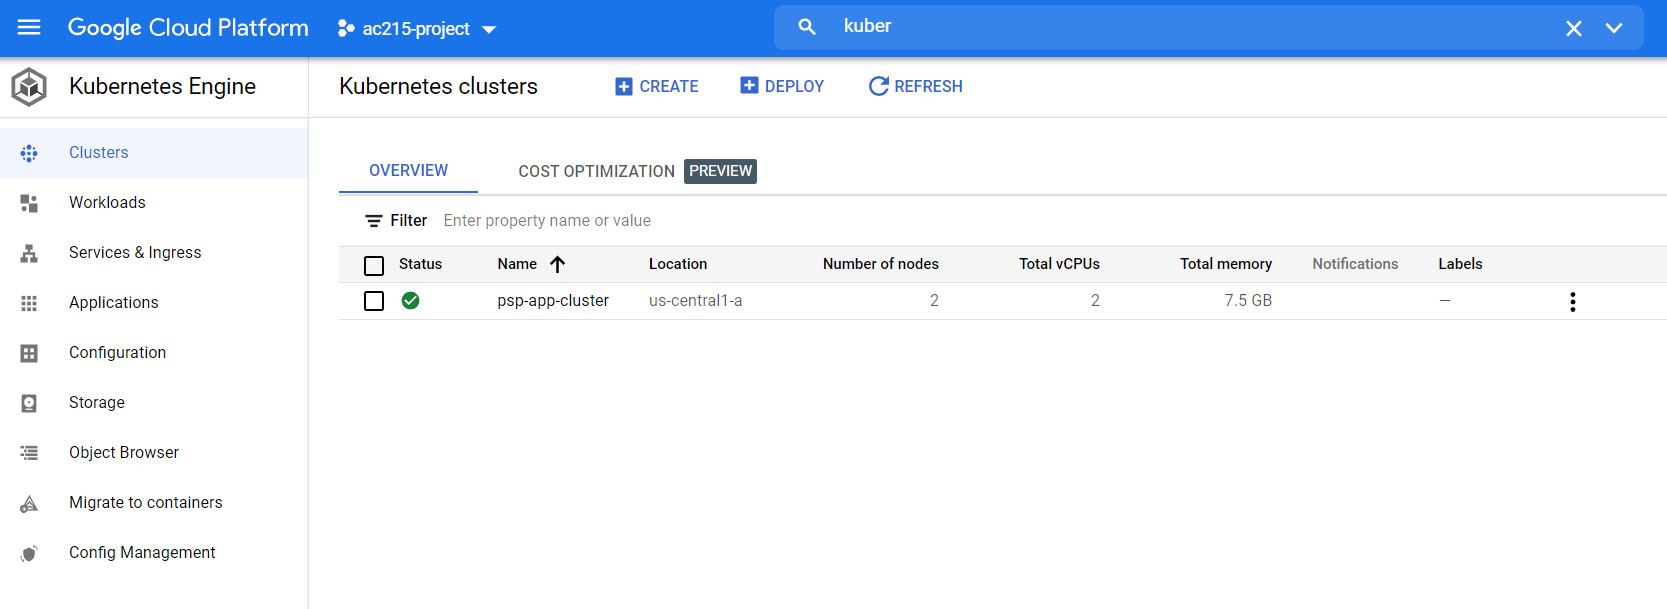 Google Cloud Platform ac215-project kuber
Kubernetes Engine
Kubernetes clusters CREATE DEPLOY REFRESH
Clusters
Workloads
Services & Ingress
Applications
Configuration
Storage
Object Browser
Migrate to containers
Config Management
OVERVIEW COST OPTIMIZATION PREVIEW
Filter Enter property name or value
Status Name Location Number of nodes Total vCPUs Total memory Notifications Labels
psp-app-cluster us-central1-a 2 2 7.5 GB —